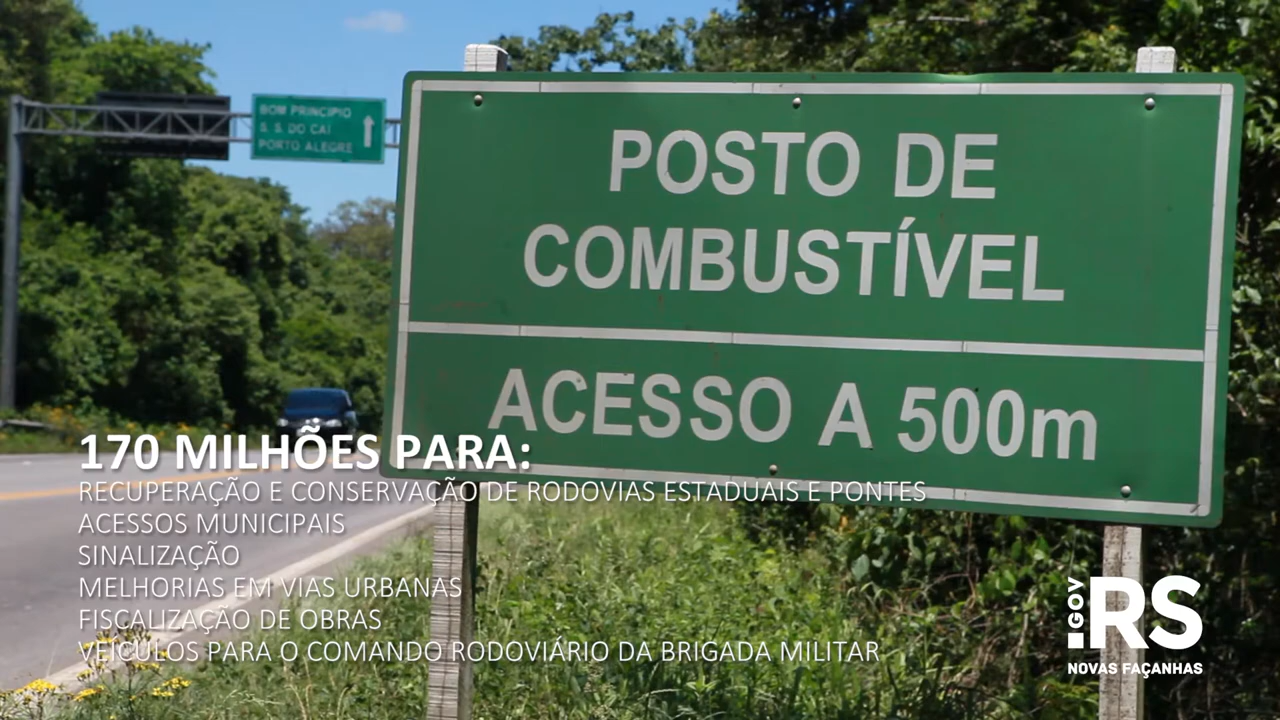 BOM PRINCIPIO
S. S. DO CAI
PORTO ALEGRE
POSTO DE
COMBUSTÍVEL
ACESSO A 500m
170 MILHÕES PARA:
RECUPERAÇÃO E CONSERVAÇÃO DE RODOVIAS ESTADUAIS E PONTES
ACESSOS MUNICIPAIS
SINALIZAÇÃO
MELHORIAS EM VIAS URBANAS
FISCALIZAÇÃO DE OBRAS
VEÍCULOS PARA O COMANDO RODOVIÁRIO DA BRIGADA MILITAR
GOV
RS
NOVAS FAÇANHAS